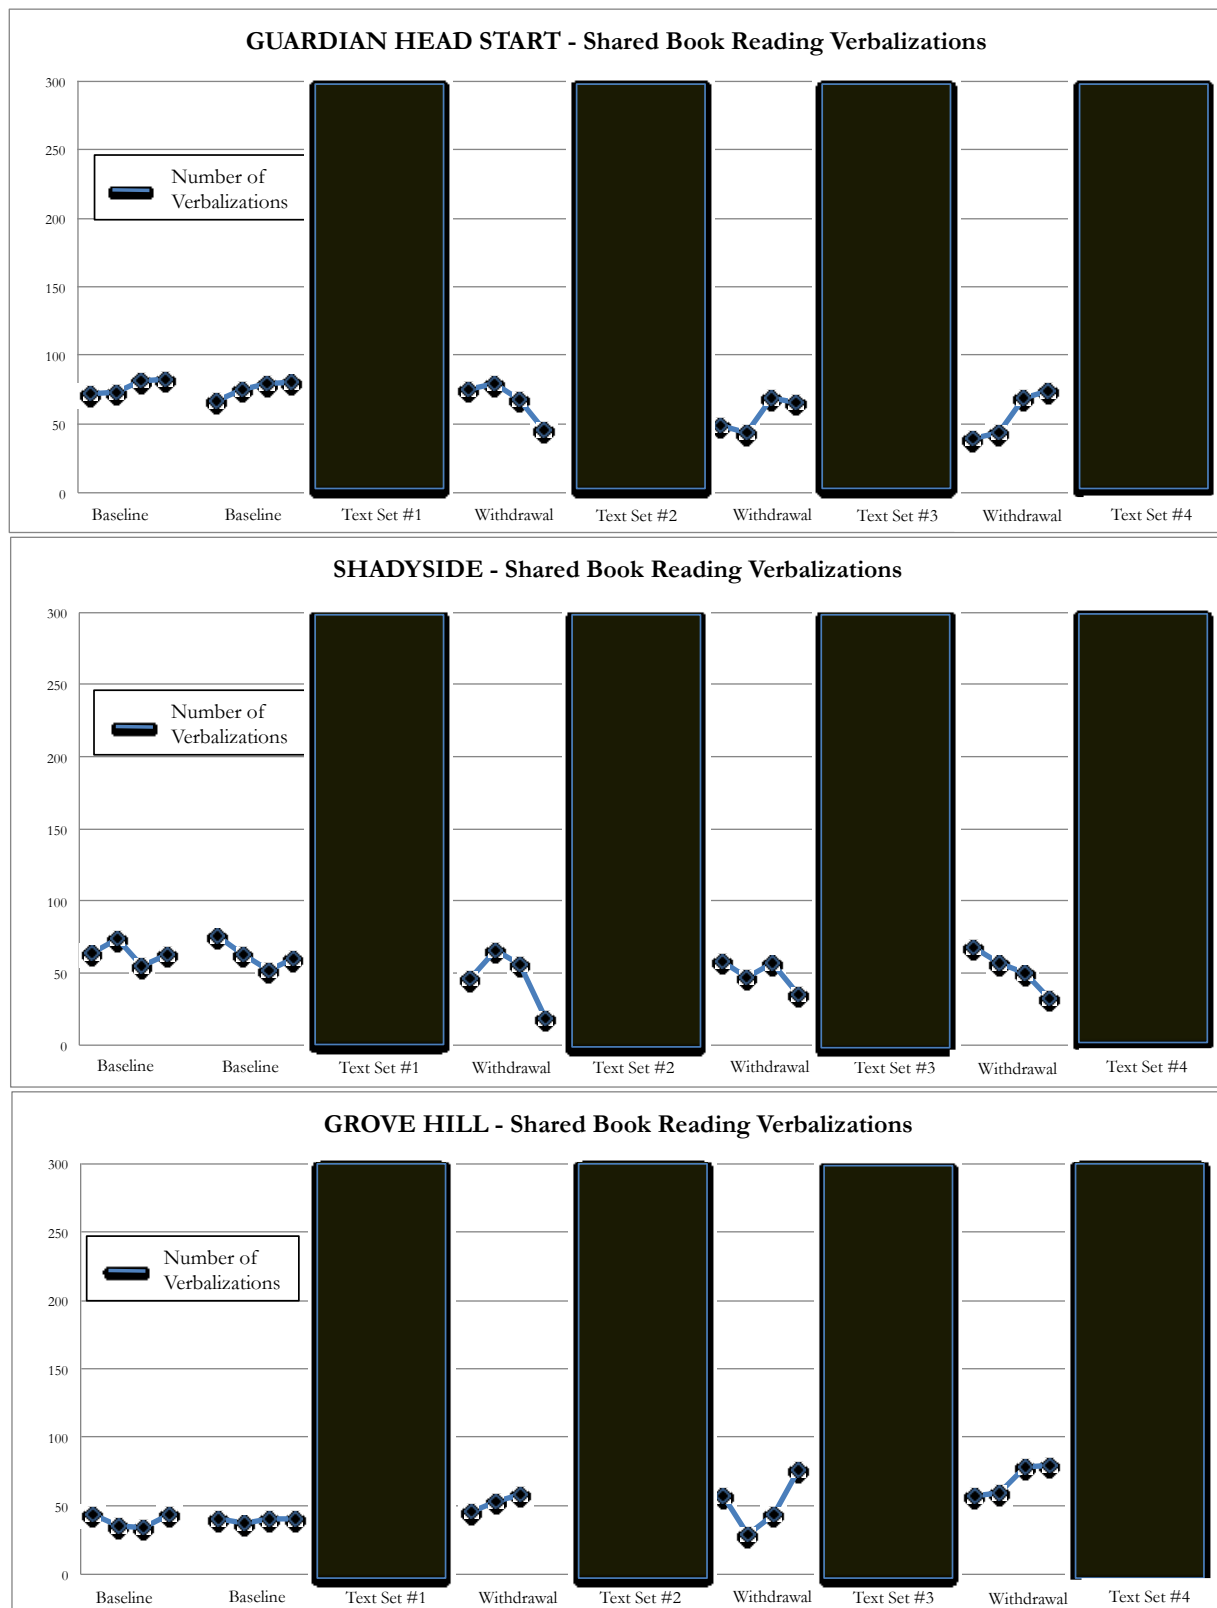 GUARDIAN HEAD START - Shared Book Reading Verbalizations
300
250
200
150
100
50
0
Number of
Verbalizations
Baseline Baseline Text Set #1 Withdrawal Text Set #2 Withdrawal Text Set #3 Withdrawal Text Set #4
SHADYSIDE - Shared Book Reading Verbalizations
300
250
200
150
100
50
0
Number of
Verbalizations
Baseline Baseline Text Set #1 Withdrawal Text Set #2 Withdrawal Text Set #3 Withdrawal Text Set #4
GROVE HILL - Shared Book Reading Verbalizations
300
250
200
150
100
50
0
Number of
Verbalizations
Baseline Baseline Text Set #1 Withdrawal Text Set #2 Withdrawal Text Set #3 Withdrawal Text Set #4